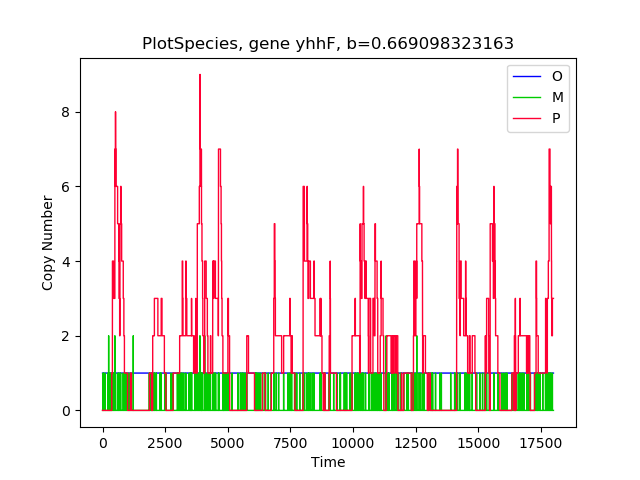 PlotSpecies, gene yhhF, b=0.669098323163
O
M
P
8
6
4
2
0
Copy Number
0 2500 5000 7500 10000 12500 15000 17500
Time